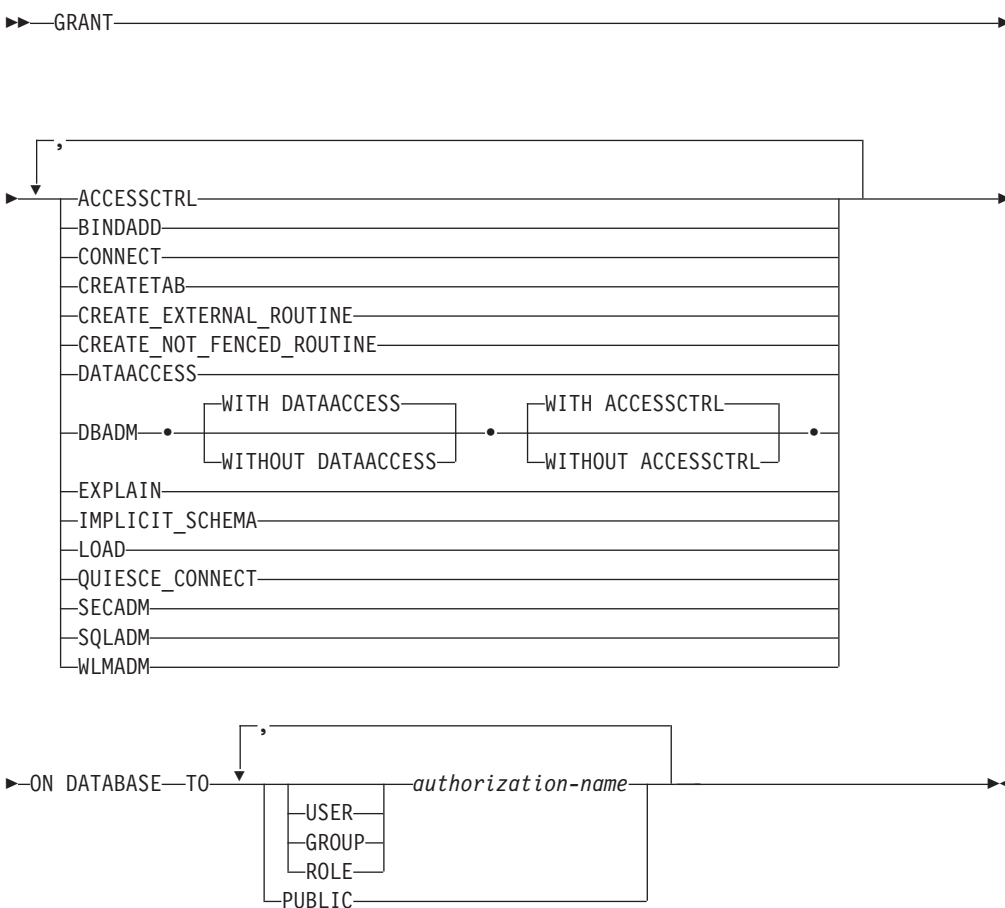 GRANT
,
ACCESSCTRL
BINDADD
CONNECT
CREATETAB
CREATE_EXTERNAL_ROUTINE
CREATE_NOT_FENCED_ROUTINE
DATAACCESS
WITH DATAACCESS WITH ACCESSCTRL
DBADM
WITHOUT DATAACCESS WITHOUT ACCESSCTRL
EXPLAIN
IMPLICIT_SCHEMA
LOAD
QUIESCE_CONNECT
SECADM
SQLADM
WLMADM
,
ON DATABASE TO authorization-name
USER
GROUP
ROLE
PUBLIC